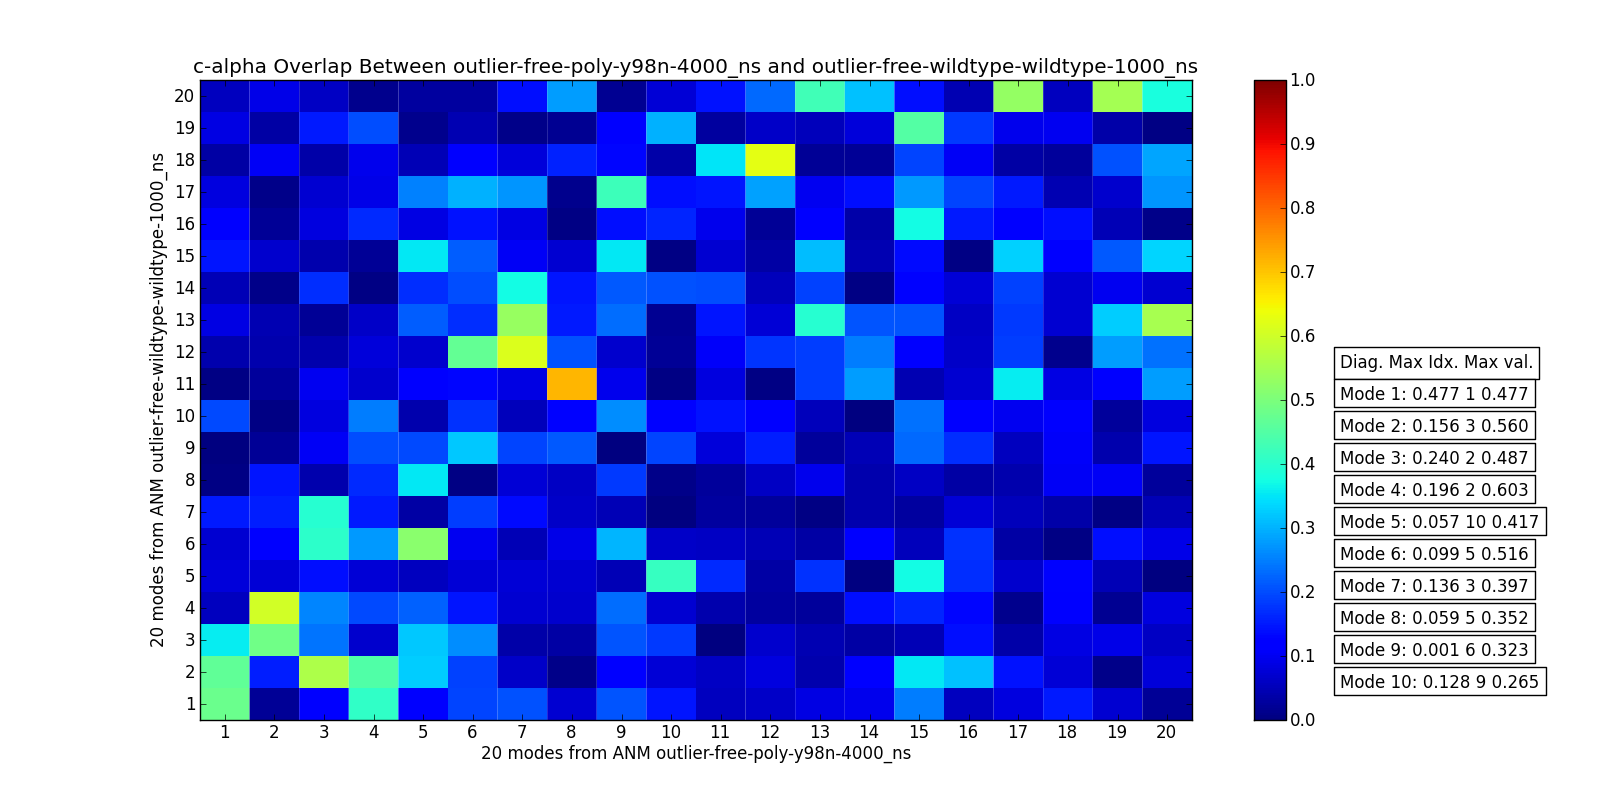 c-alpha Overlap Between outlier-free-poly-y98n-4000_ns and outlier-free-wildtype-wildtype-1000_ns
20 modes from ANM outlier-free-wildtype-wildtype-1000_ns
20
19
18
17
16
15
14
13
12
11
10
9
8
7
6
5
4
3
2
1
1 2 3 4 5 6 7 8 9 10 11 12 13 14 15 16 17 18 19 20
20 modes from ANM outlier-free-poly-y98n-4000_ns
1.0
0.9
0.8
0.7
0.6
0.5
0.4
0.3
0.2
0.1
0.0
Diag. Max Idx. Max val.
Mode 1: 0.477 1 0.477
Mode 2: 0.156 3 0.560
Mode 3: 0.240 2 0.487
Mode 4: 0.196 2 0.603
Mode 5: 0.057 10 0.417
Mode 6: 0.099 5 0.516
Mode 7: 0.136 3 0.397
Mode 8: 0.059 5 0.352
Mode 9: 0.001 6 0.323
Mode 10: 0.128 9 0.265